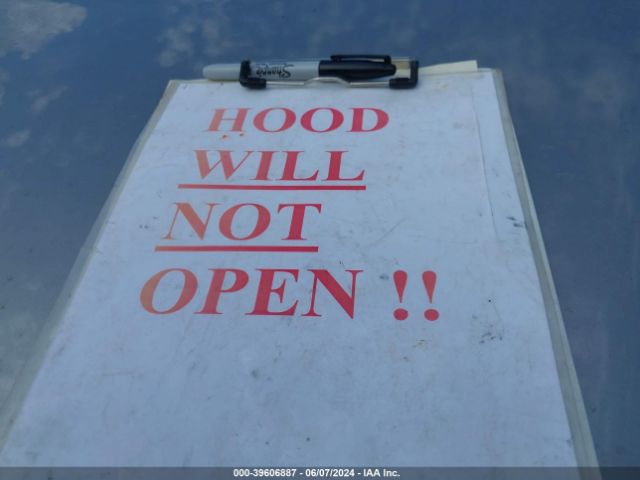 Sharpie
HOOD
WILL
NOT
OPEN !!
000-39606887 - 06/07/2024 - IAA Inc.